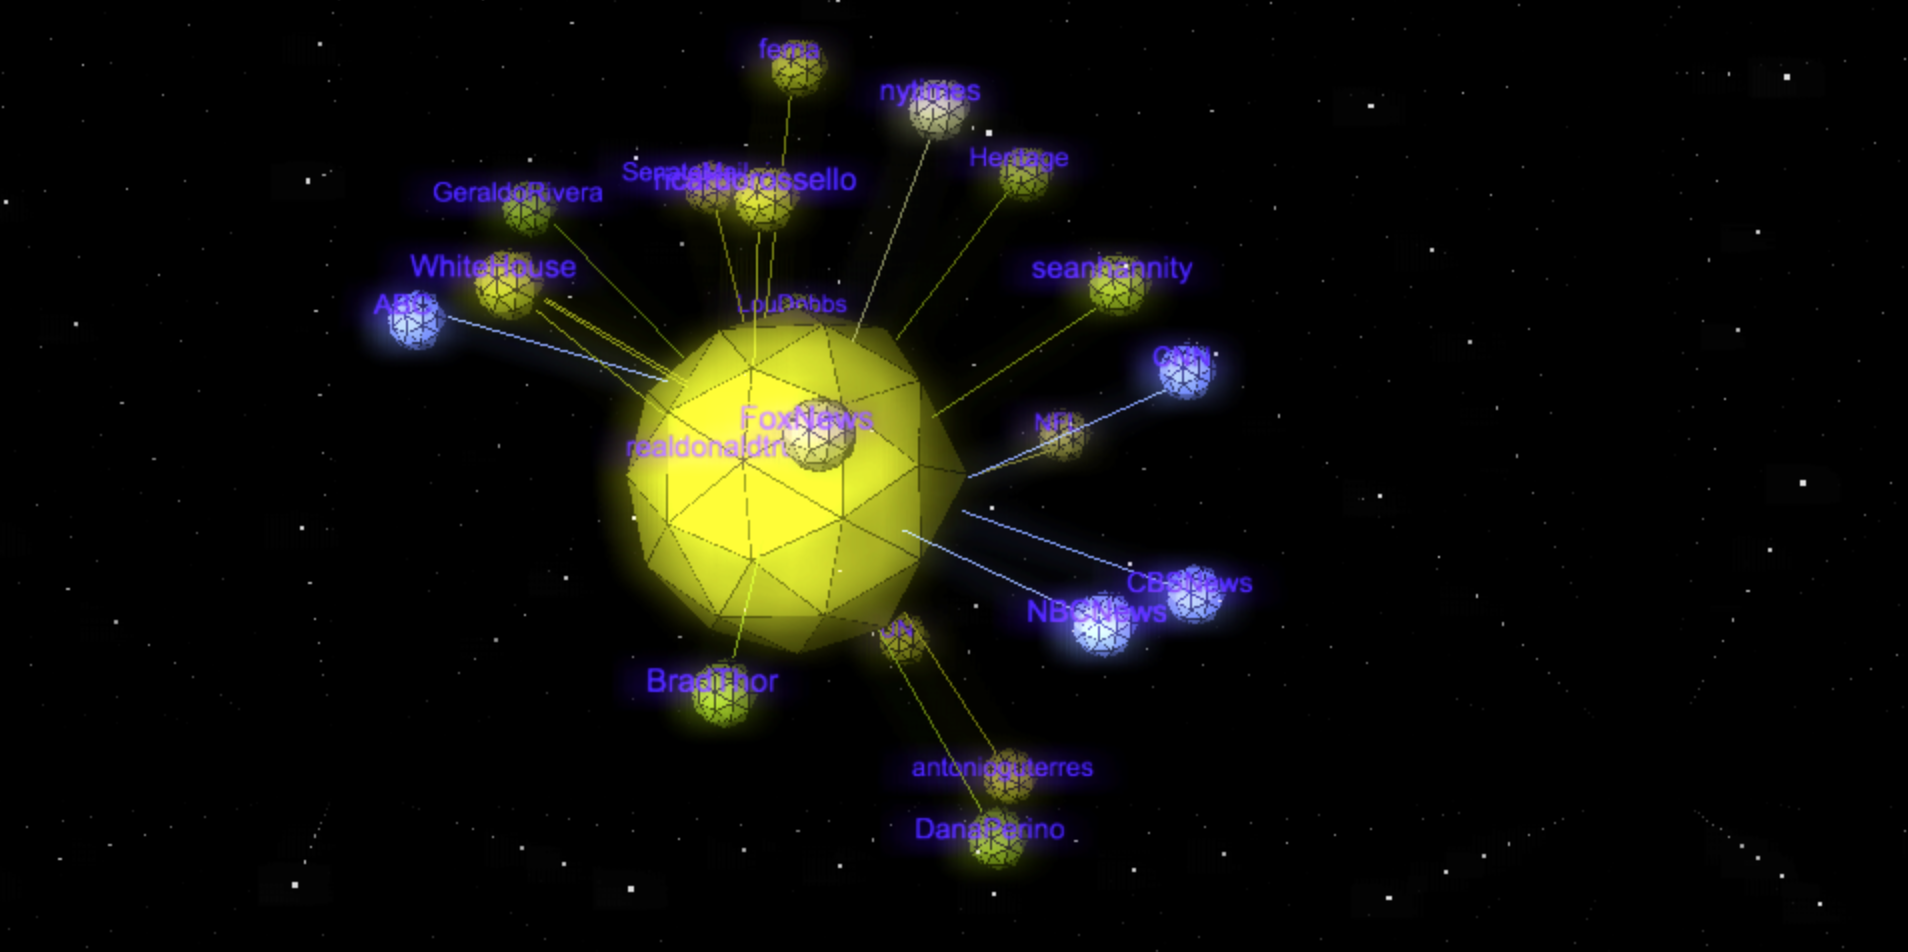 fema
nytimes
Heritage
GeraldoRivera
ricardorossello
WhiteHouse
seanhannity
ABC
LouDobbs
CNN
FoxNews
NFL
realdonaldtr
CBSNews
NBCNews
UN
BradThor
antonioguterres
DanaPerino